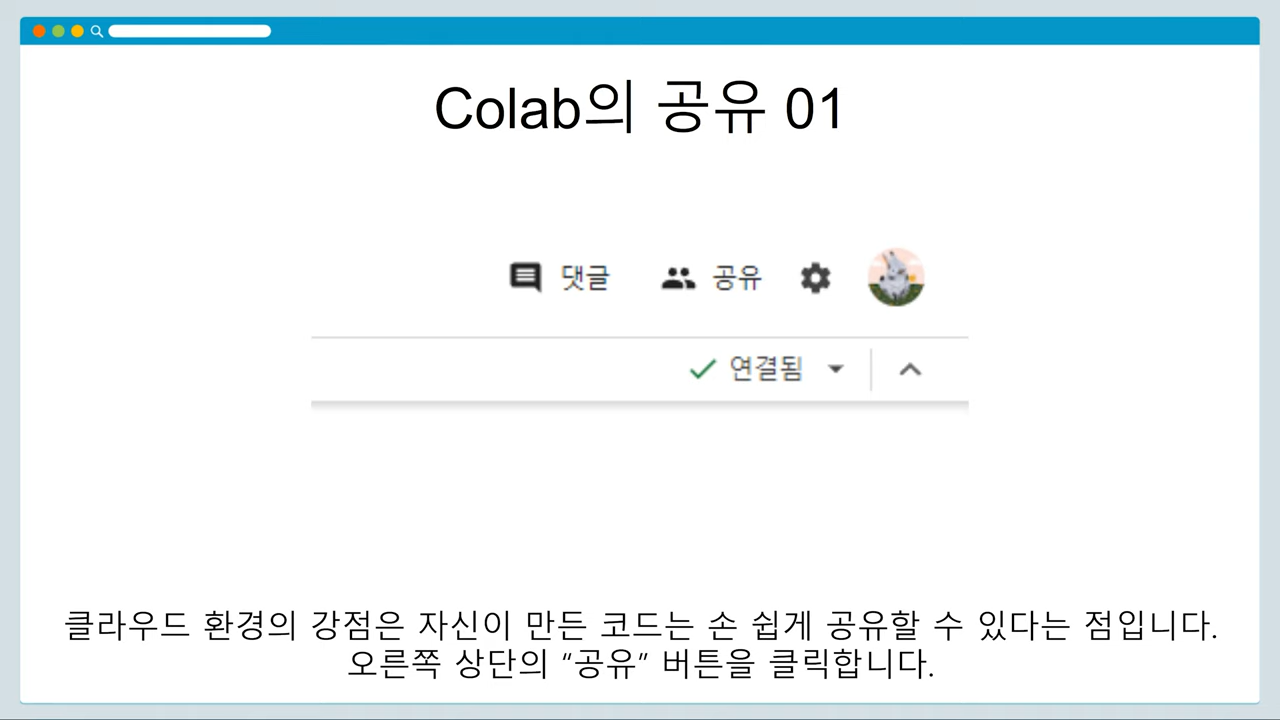 Colab의 공유 01
댓글 공유
연결됨
클라우드 환경의 강점은 자신이 만든 코드는 손 쉽게 공유할 수 있다는 점입니다.
오른쪽 상단의 “공유” 버튼을 클릭합니다.